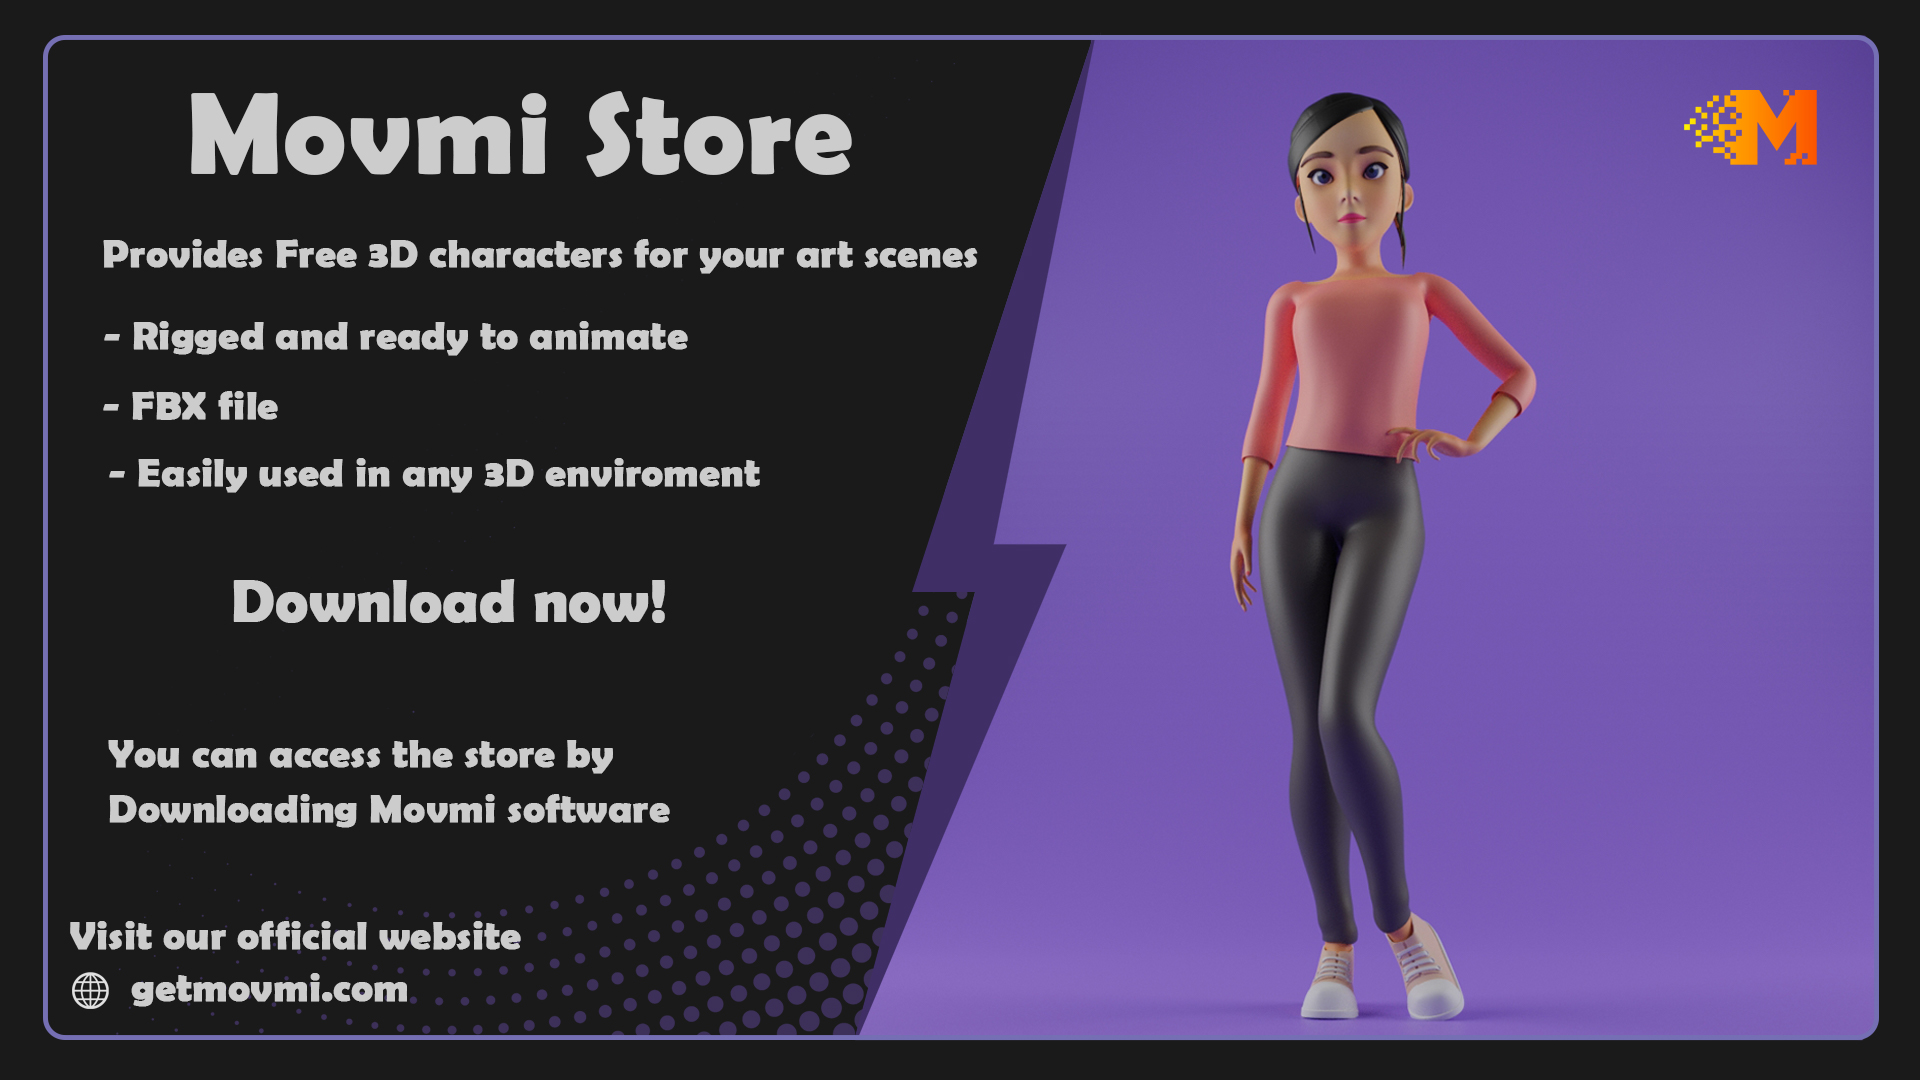 Movmi Store
Provides Free 3D characters for your art scenes
- Rigged and ready to animate
- FBX file
- Easily used in any 3D enviroment
Download now!
You can access the store by
Downloading Movmi software
Visit our official website
getmovmi.com
M